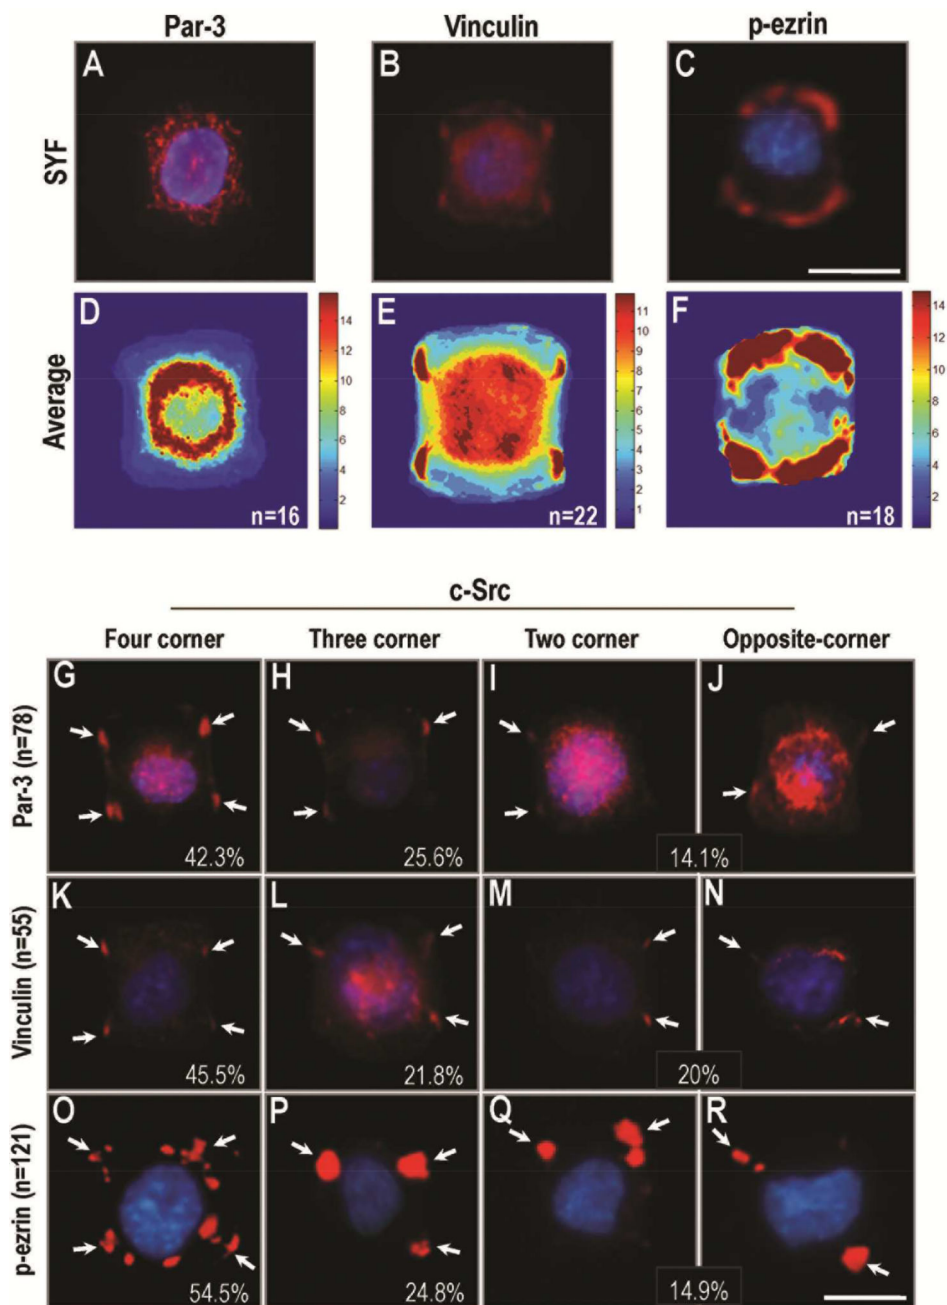 Par-3 Vinculin p-ezrin
SYF A B C
Average D 14 12 10 8 6 4 2 n=16 E 11 10 9 8 7 6 5 4 3 2 1 n=22 F 14 12 10 8 6 4 2 n=18
c-Src
Four corner Three corner Two corner Opposite-corner
Par-3 (n=78) G H I J
42.3% 25.6% 14.1%
Vinculin (n=55) K L M N
45.5% 21.8% 20%
p-ezrin (n=121) O P Q R
54.5% 24.8% 14.9%